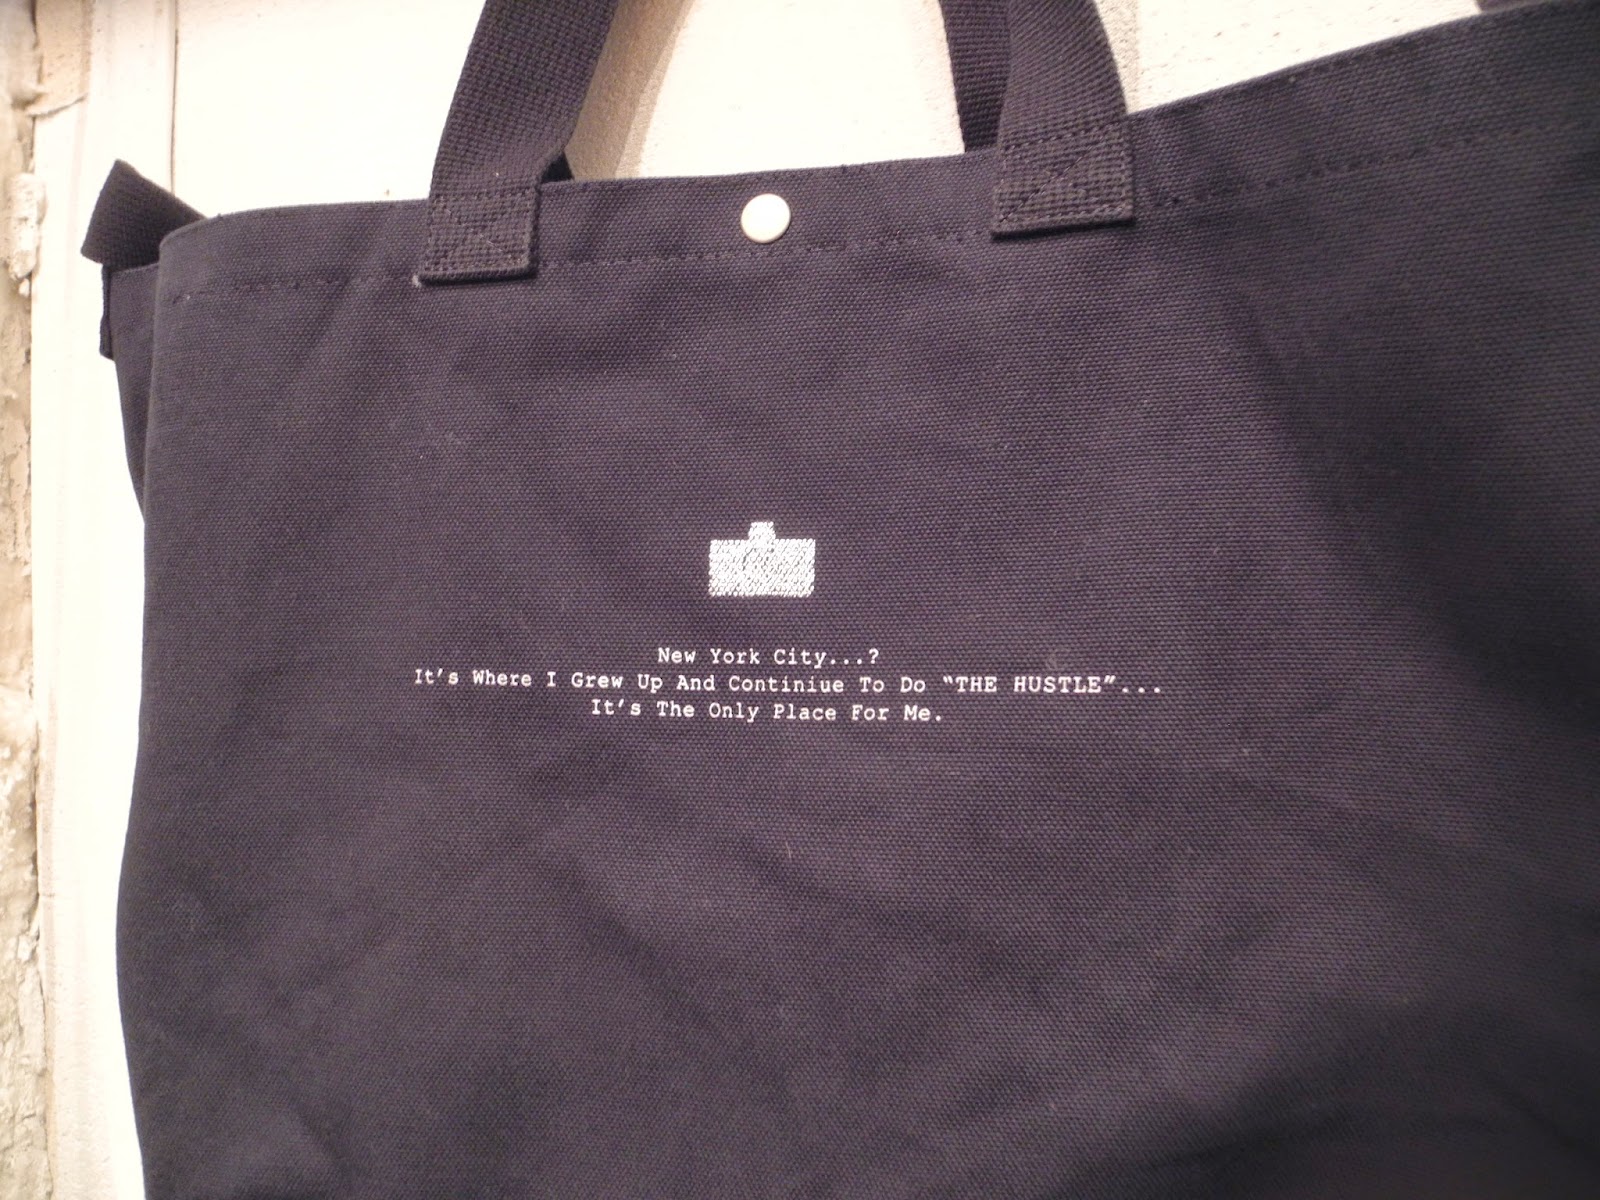 New York City...?
It's Where I Grew Up And Continiue To Do “THE HUSTLE”...
It's The Only Place For Me.